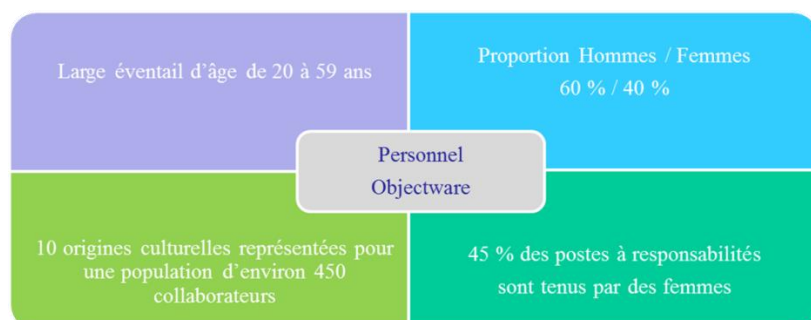 Large éventail d'âge de 20 à 59 ans
Proportion Hommes / Femmes
60 % / 40 %
Personnel
Objectware
10 origines culturelles représentées pour
une population d'environ 450
collaborateurs
45 % des postes à responsabilités
sont tenus par des femmes